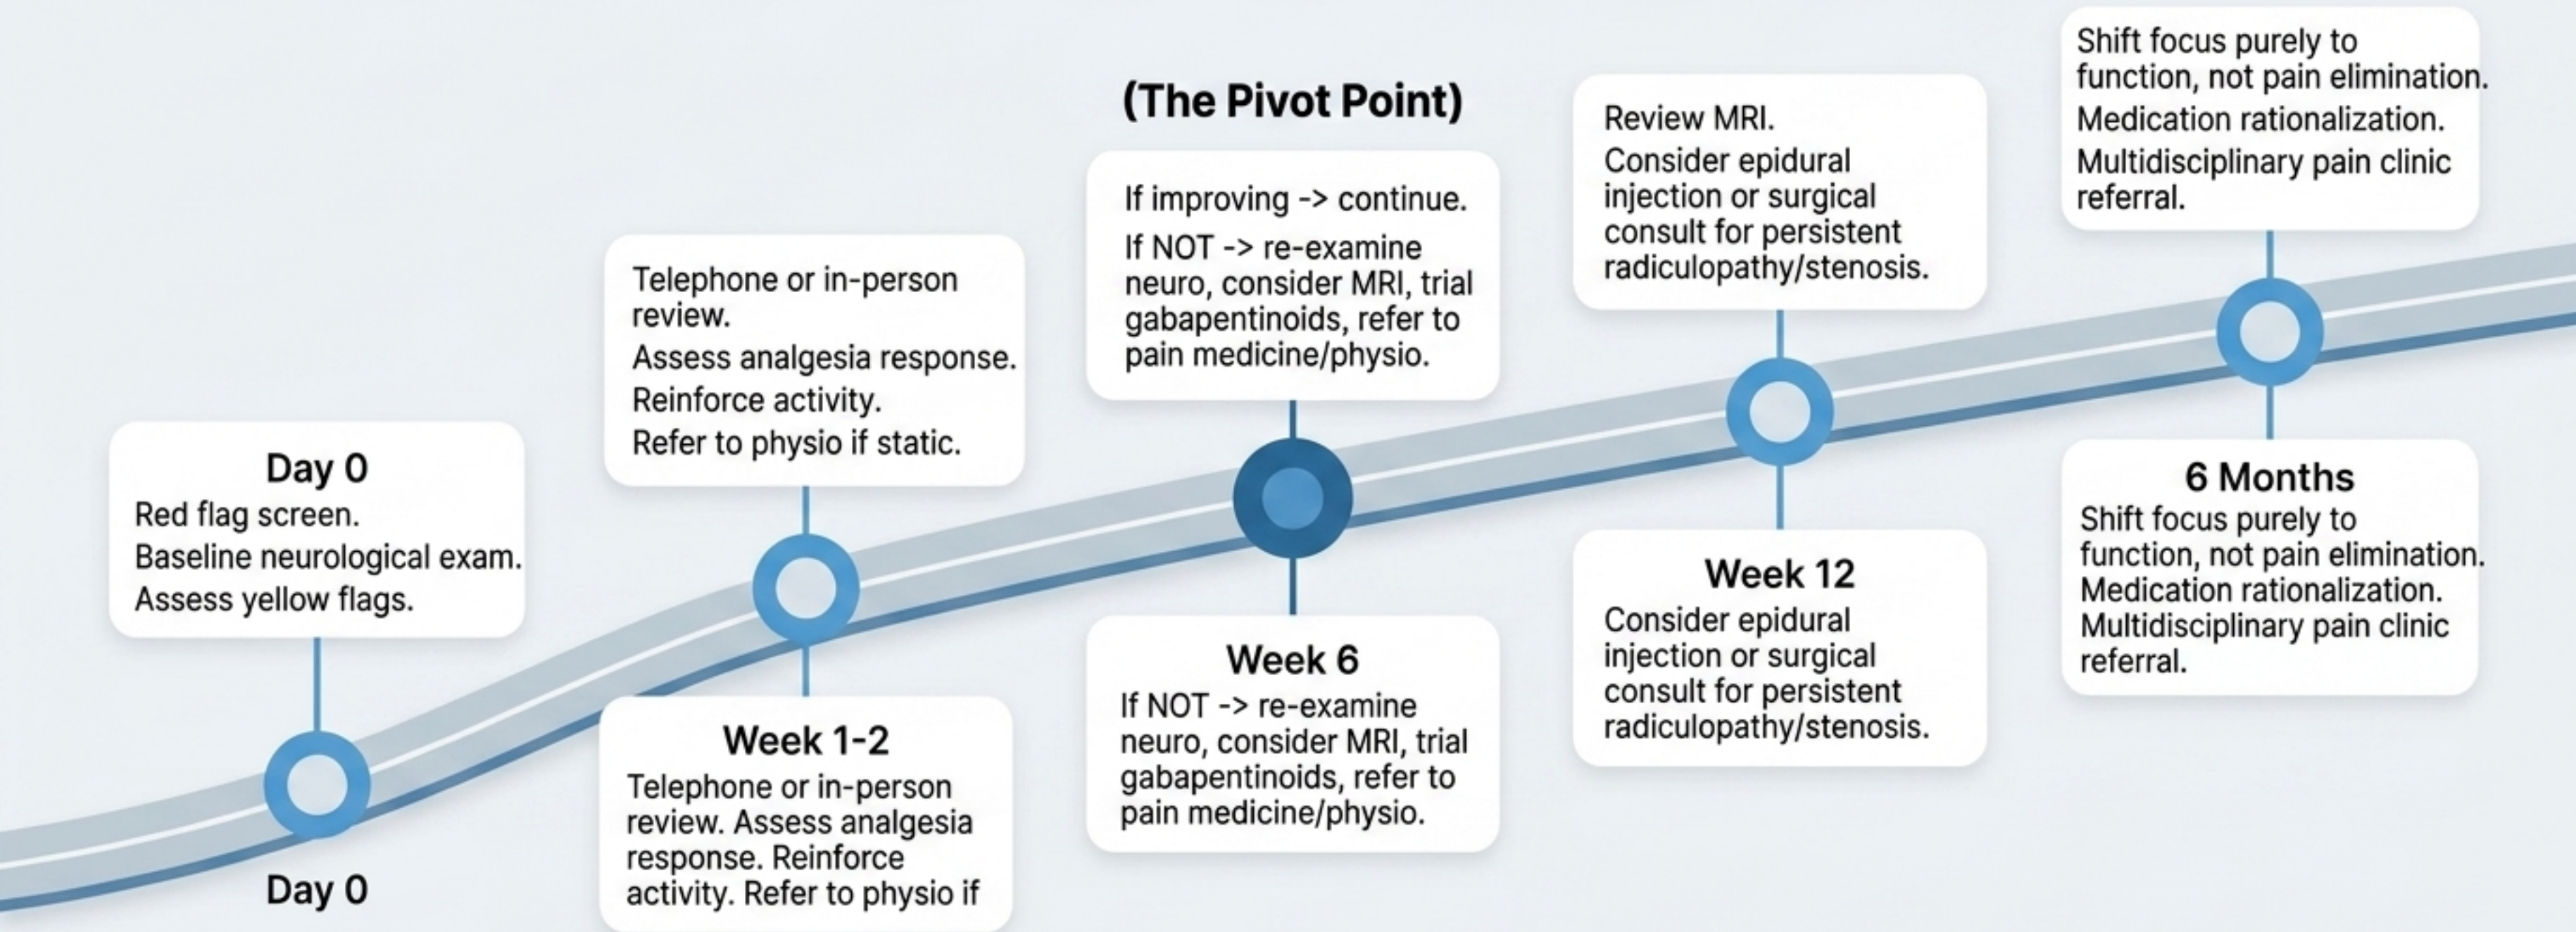 Day 0
Red flag screen.
Baseline neurological exam.
Assess yellow flags.
Day 0
Telephone or in-person
review.
Assess analgesia response.
Reinforce activity.
Refer to physio if static.
Week 1-2
Telephone or in-person
review. Assess analgesia
response. Reinforce
activity. Refer to physio if
(The Pivot Point)
If improving -> continue.
If NOT -> re-examine
neuro, consider MRI, trial
gabapentinoids, refer to
pain medicine/physio.
Week 6
If NOT -> re-examine
neuro, consider MRI, trial
gabapentinoids, refer to
pain medicine/physio.
Review MRI.
Consider epidural
injection or surgical
consult for persistent
radiculopathy/stenosis.
Week 12
Consider epidural
injection or surgical
consult for persistent
radiculopathy/stenosis.
Shift focus purely to
function, not pain elimination.
Medication rationalization.
Multidisciplinary pain clinic
referral.
6 Months
Shift focus purely to
function, not pain elimination.
Medication rationalization.
Multidisciplinary pain clinic
referral.